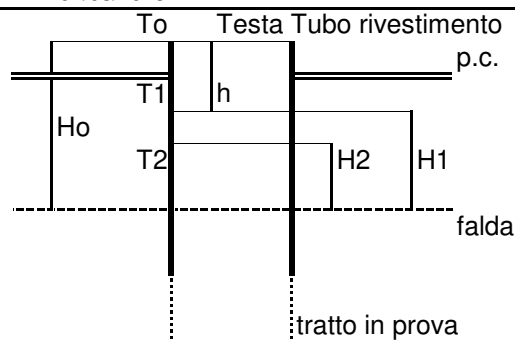 To Testa Tubo rivestimento
p.c.
T1 h
Ho
T2 H2 H1
falda
tratto in prova